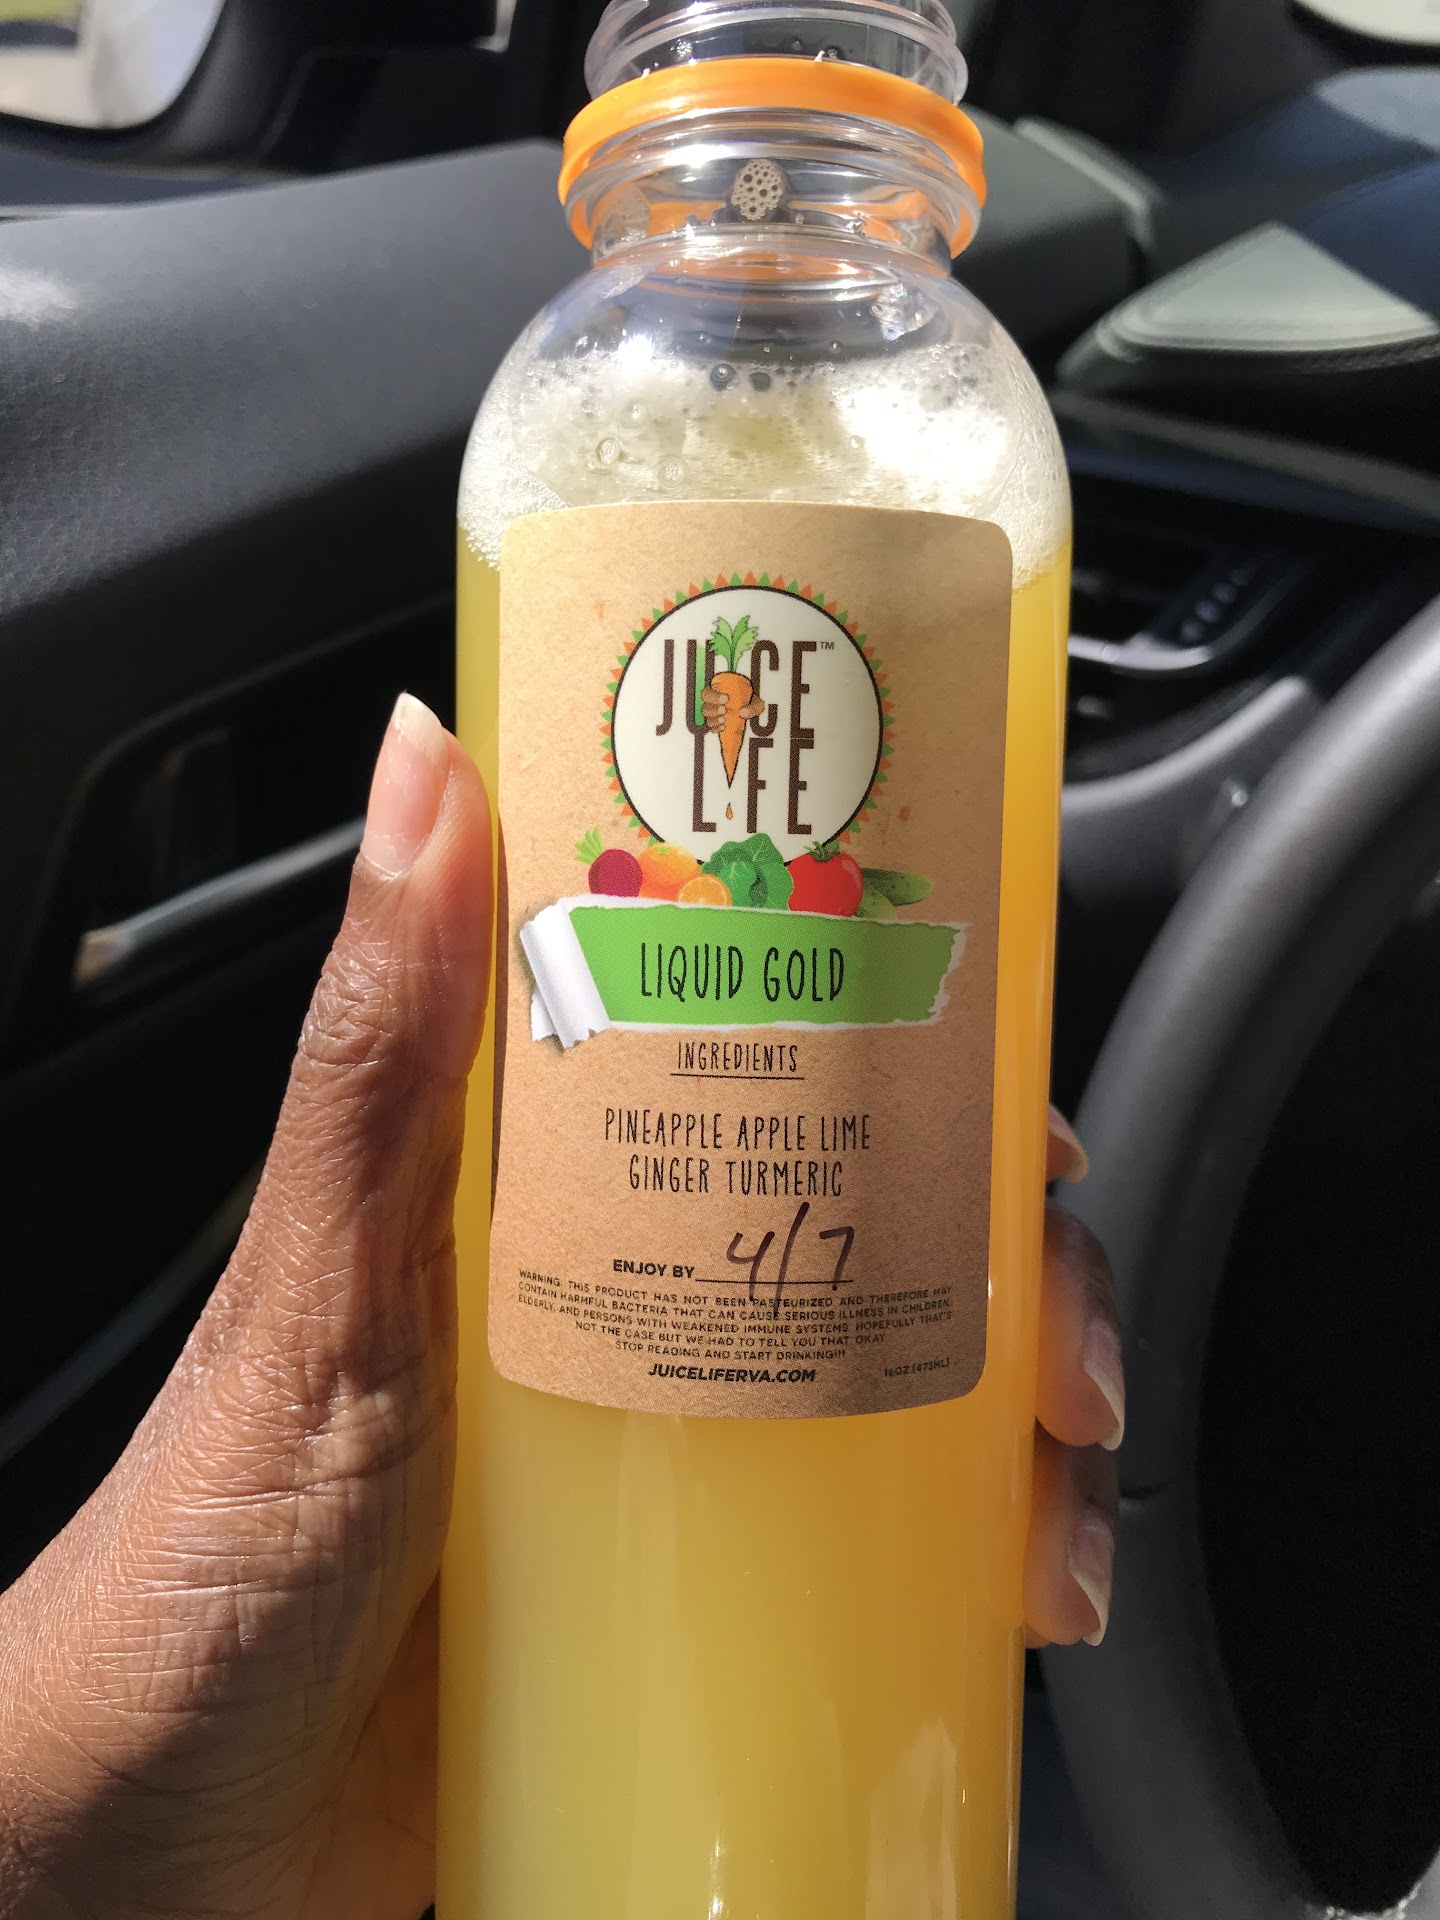 JUICE™
LIFE
LIQUID GOLD
INGREDIENTS
PINEAPPLE APPLE LIME
GINGER TURMERIC
ENJOY BY 4/7
WARNING THIS PRODUCT HAS NOT BEEN PASTEURIZED AND THEREFORE MAY
CONTAIN HARMFUL BACTERIA THAT CAN CAUSE SERIOUS ILLNESS IN CHILDREN,
ELDERLY, AND PERSONS WITH WEAKENED IMMUNE SYSTEMS. HOPEFULLY THAT'S
NOT THE CASE BUT WE HAD TO TELL YOU THAT OKAY
STOP READING AND START DRINKING!!!
JUICELIFERVA.COM
16OZ (473ML)